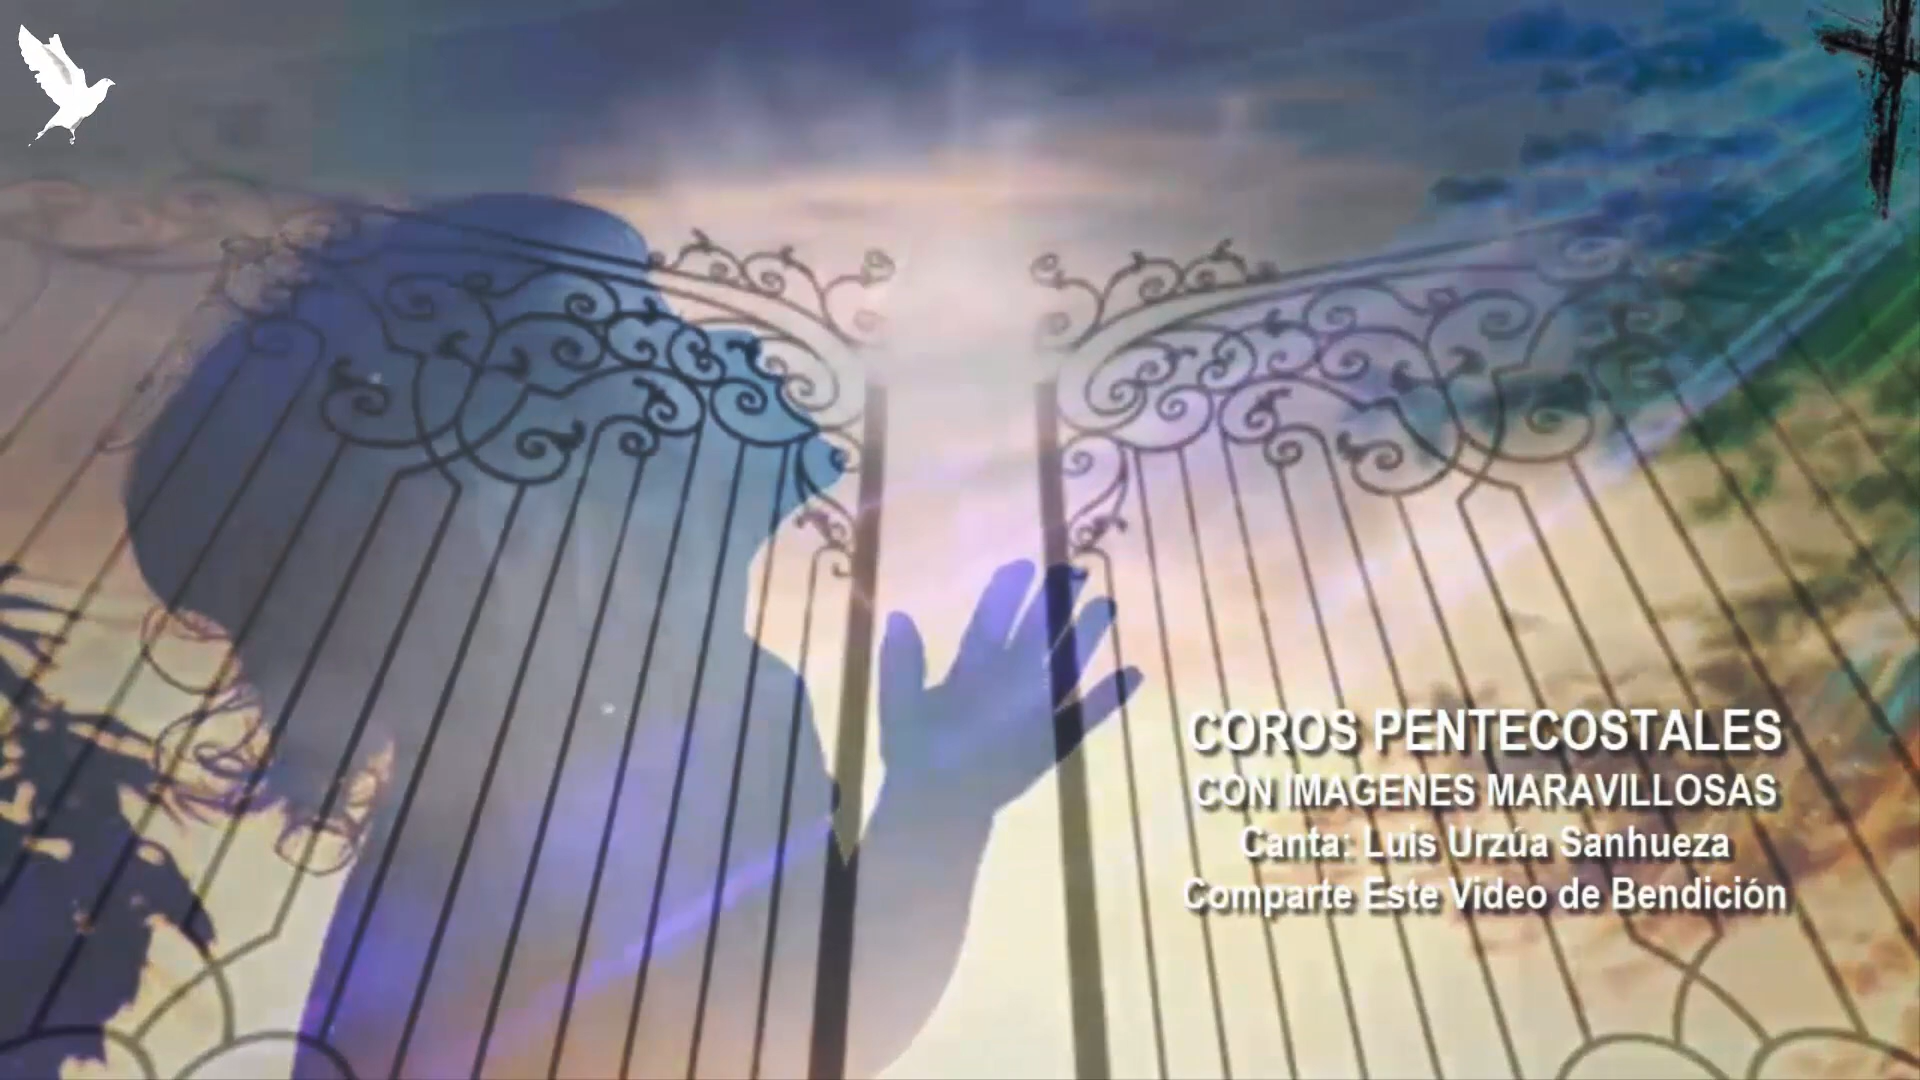 COROS PENTECOSTALES
CON IMAGENES MARAVILLOSAS
Canta: Luis Urzúa Sanhueza
Comparte Este Video de Bendición